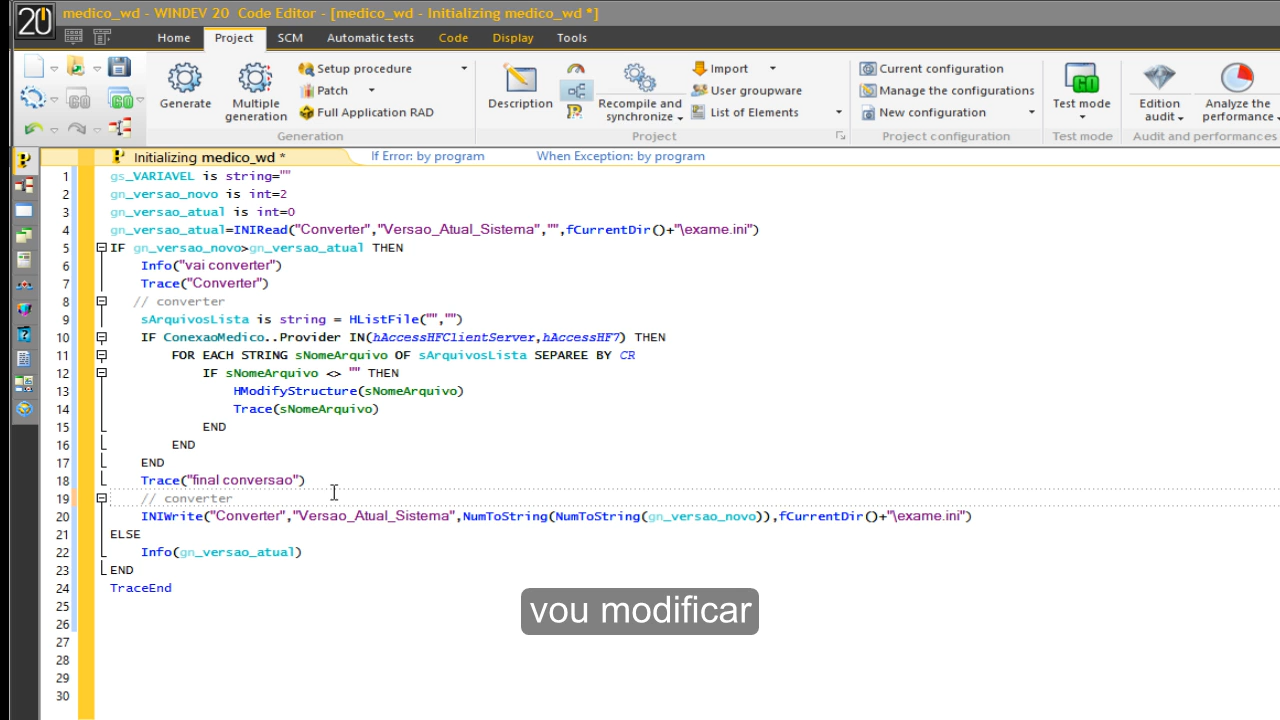 20 medico_wd - WINDEV 20 Code Editor - [medico_wd - Initializing medico_wd *]
Home Project SCM Automatic tests Code Display Tools
Generate
Multiple generation
Setup procedure
Patch
Full Application RAD
Generation
Description
Recompile and synchronize
Import
User groupware
List of Elements
Project
Current configuration
Manage the configurations
New configuration
Project configuration
Test mode
Test mode
Edition audit
Analyze the performance
Audit and performances
Initializing medico_wd * If Error: by program When Exception: by program
1 gs_VARIAVEL is string=""
2 gn_versao_novo is int=2
3 gn_versao_atual is int=0
4 gn_versao_atual=INIRead("Converter","Versao_Atual_Sistema","",fCurrentDir()+"\exame.ini")
5 IF gn_versao_novo>gn_versao_atual THEN
6 Info("vai converter")
7 Trace("Converter")
8 // converter
9 sArquivosLista is string = HListFile("","")
10 IF ConexaoMedico..Provider IN(hAccessHFClientServer,hAccessHF7) THEN
11 FOR EACH STRING sNomeArquivo OF sArquivosLista SEPAREE BY CR
12 IF sNomeArquivo <> "" THEN
13 HModifyStructure(sNomeArquivo)
14 Trace(sNomeArquivo)
15 END
16 END
17 END
18 Trace("final conversao")
19 // converter
20 INIWrite("Converter","Versao_Atual_Sistema",NumToString(NumToString(gn_versao_novo)),fCurrentDir()+"\exame.ini")
21 ELSE
22 Info(gn_versao_atual)
23 END
24 TraceEnd
25
26
27
28
29
30
vou modificar